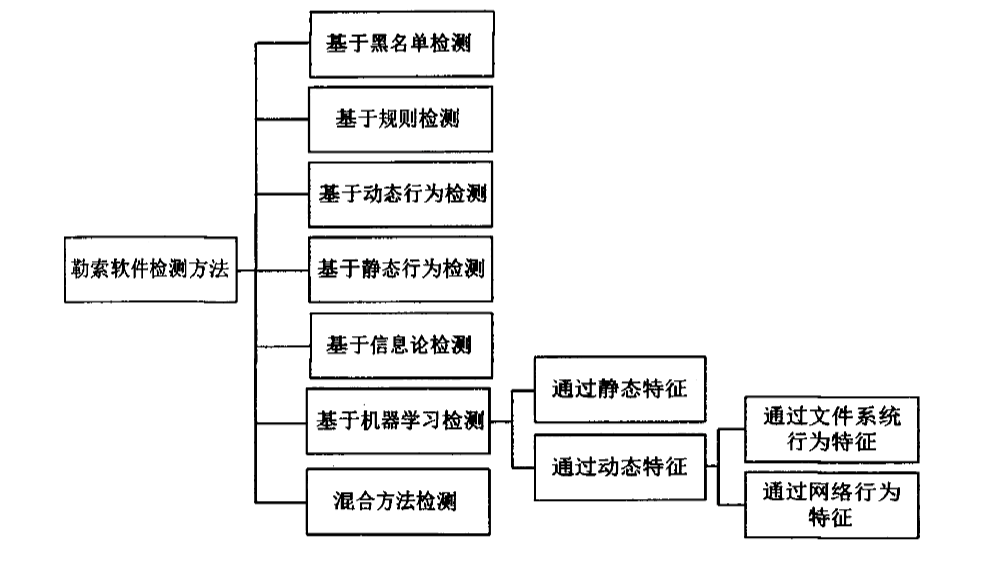 基于黑名单检测
基于规则检测
基于动态行为检测
勒索软件检测方法
基于静态行为检测
基于信息论检测
基于机器学习检测
通过静态特征
通过动态特征
通过文件系统
行为特征
通过网络行为
特征
混合方法检测